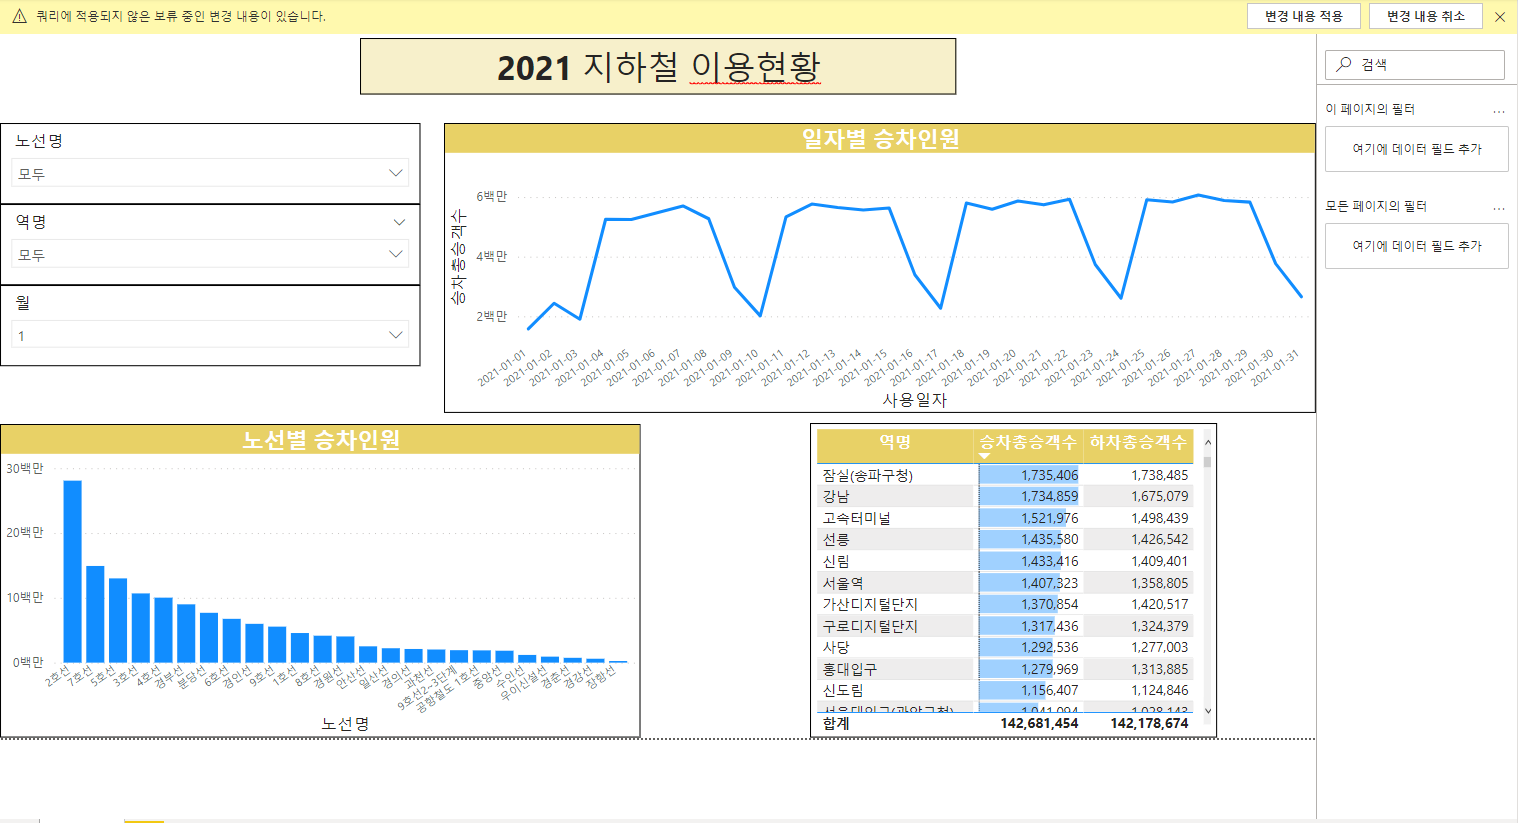 쿼리에 적용되지 않은 보류 중인 변경 내용이 있습니다.
변경 내용 적용
변경 내용 취소
2021 지하철 이용현황
검색
이 페이지의 필터
...
여기에 데이터 필드 추가
모든 페이지의 필터
...
여기에 데이터 필드 추가
노선명
모두
역명
모두
월
1
일자별 승차인원
승차총승객수
6백만
4백만
2백만
2021-01-01
2021-01-02
2021-01-03
2021-01-04
2021-01-05
2021-01-06
2021-01-07
2021-01-08
2021-01-09
2021-01-10
2021-01-11
2021-01-12
2021-01-13
2021-01-14
2021-01-15
2021-01-16
2021-01-17
2021-01-18
2021-01-19
2021-01-20
2021-01-21
2021-01-22
2021-01-23
2021-01-24
2021-01-25
2021-01-26
2021-01-27
2021-01-28
2021-01-29
2021-01-30
2021-01-31
사용일자
노선별 승차인원
30백만
20백만
10백만
0백만
2호선
7호선
5호선
3호선
4호선
경부선
분당선
6호선
경인선
9호선
1호선
8호선
경원선
안산선
일산선
경의선
과천선
9호선2~3단계
공항철도 1호선
중앙선
수인선
우이신설선
경춘선
경강선
장항선
노선명
역명 승차총승객수 하차총승객수
잠실(송파구청) 1,735,406 1,738,485
강남 1,734,859 1,675,079
고속터미널 1,521,976 1,498,439
선릉 1,435,580 1,426,542
신림 1,433,416 1,409,401
서울역 1,407,323 1,358,805
가산디지털단지 1,370,854 1,420,517
구로디지털단지 1,317,436 1,324,379
사당 1,292,536 1,277,003
홍대입구 1,279,969 1,313,885
신도림 1,156,407 1,124,846
서울대입구(관악구청) 1,041,094 1,028,143
합계 142,681,454 142,178,674